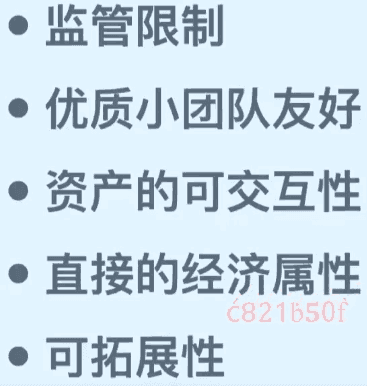 ● 监管限制
● 优质小团队友好
● 资产的可交互性
● 直接的经济属性
ć821b50f
● 可拓展性